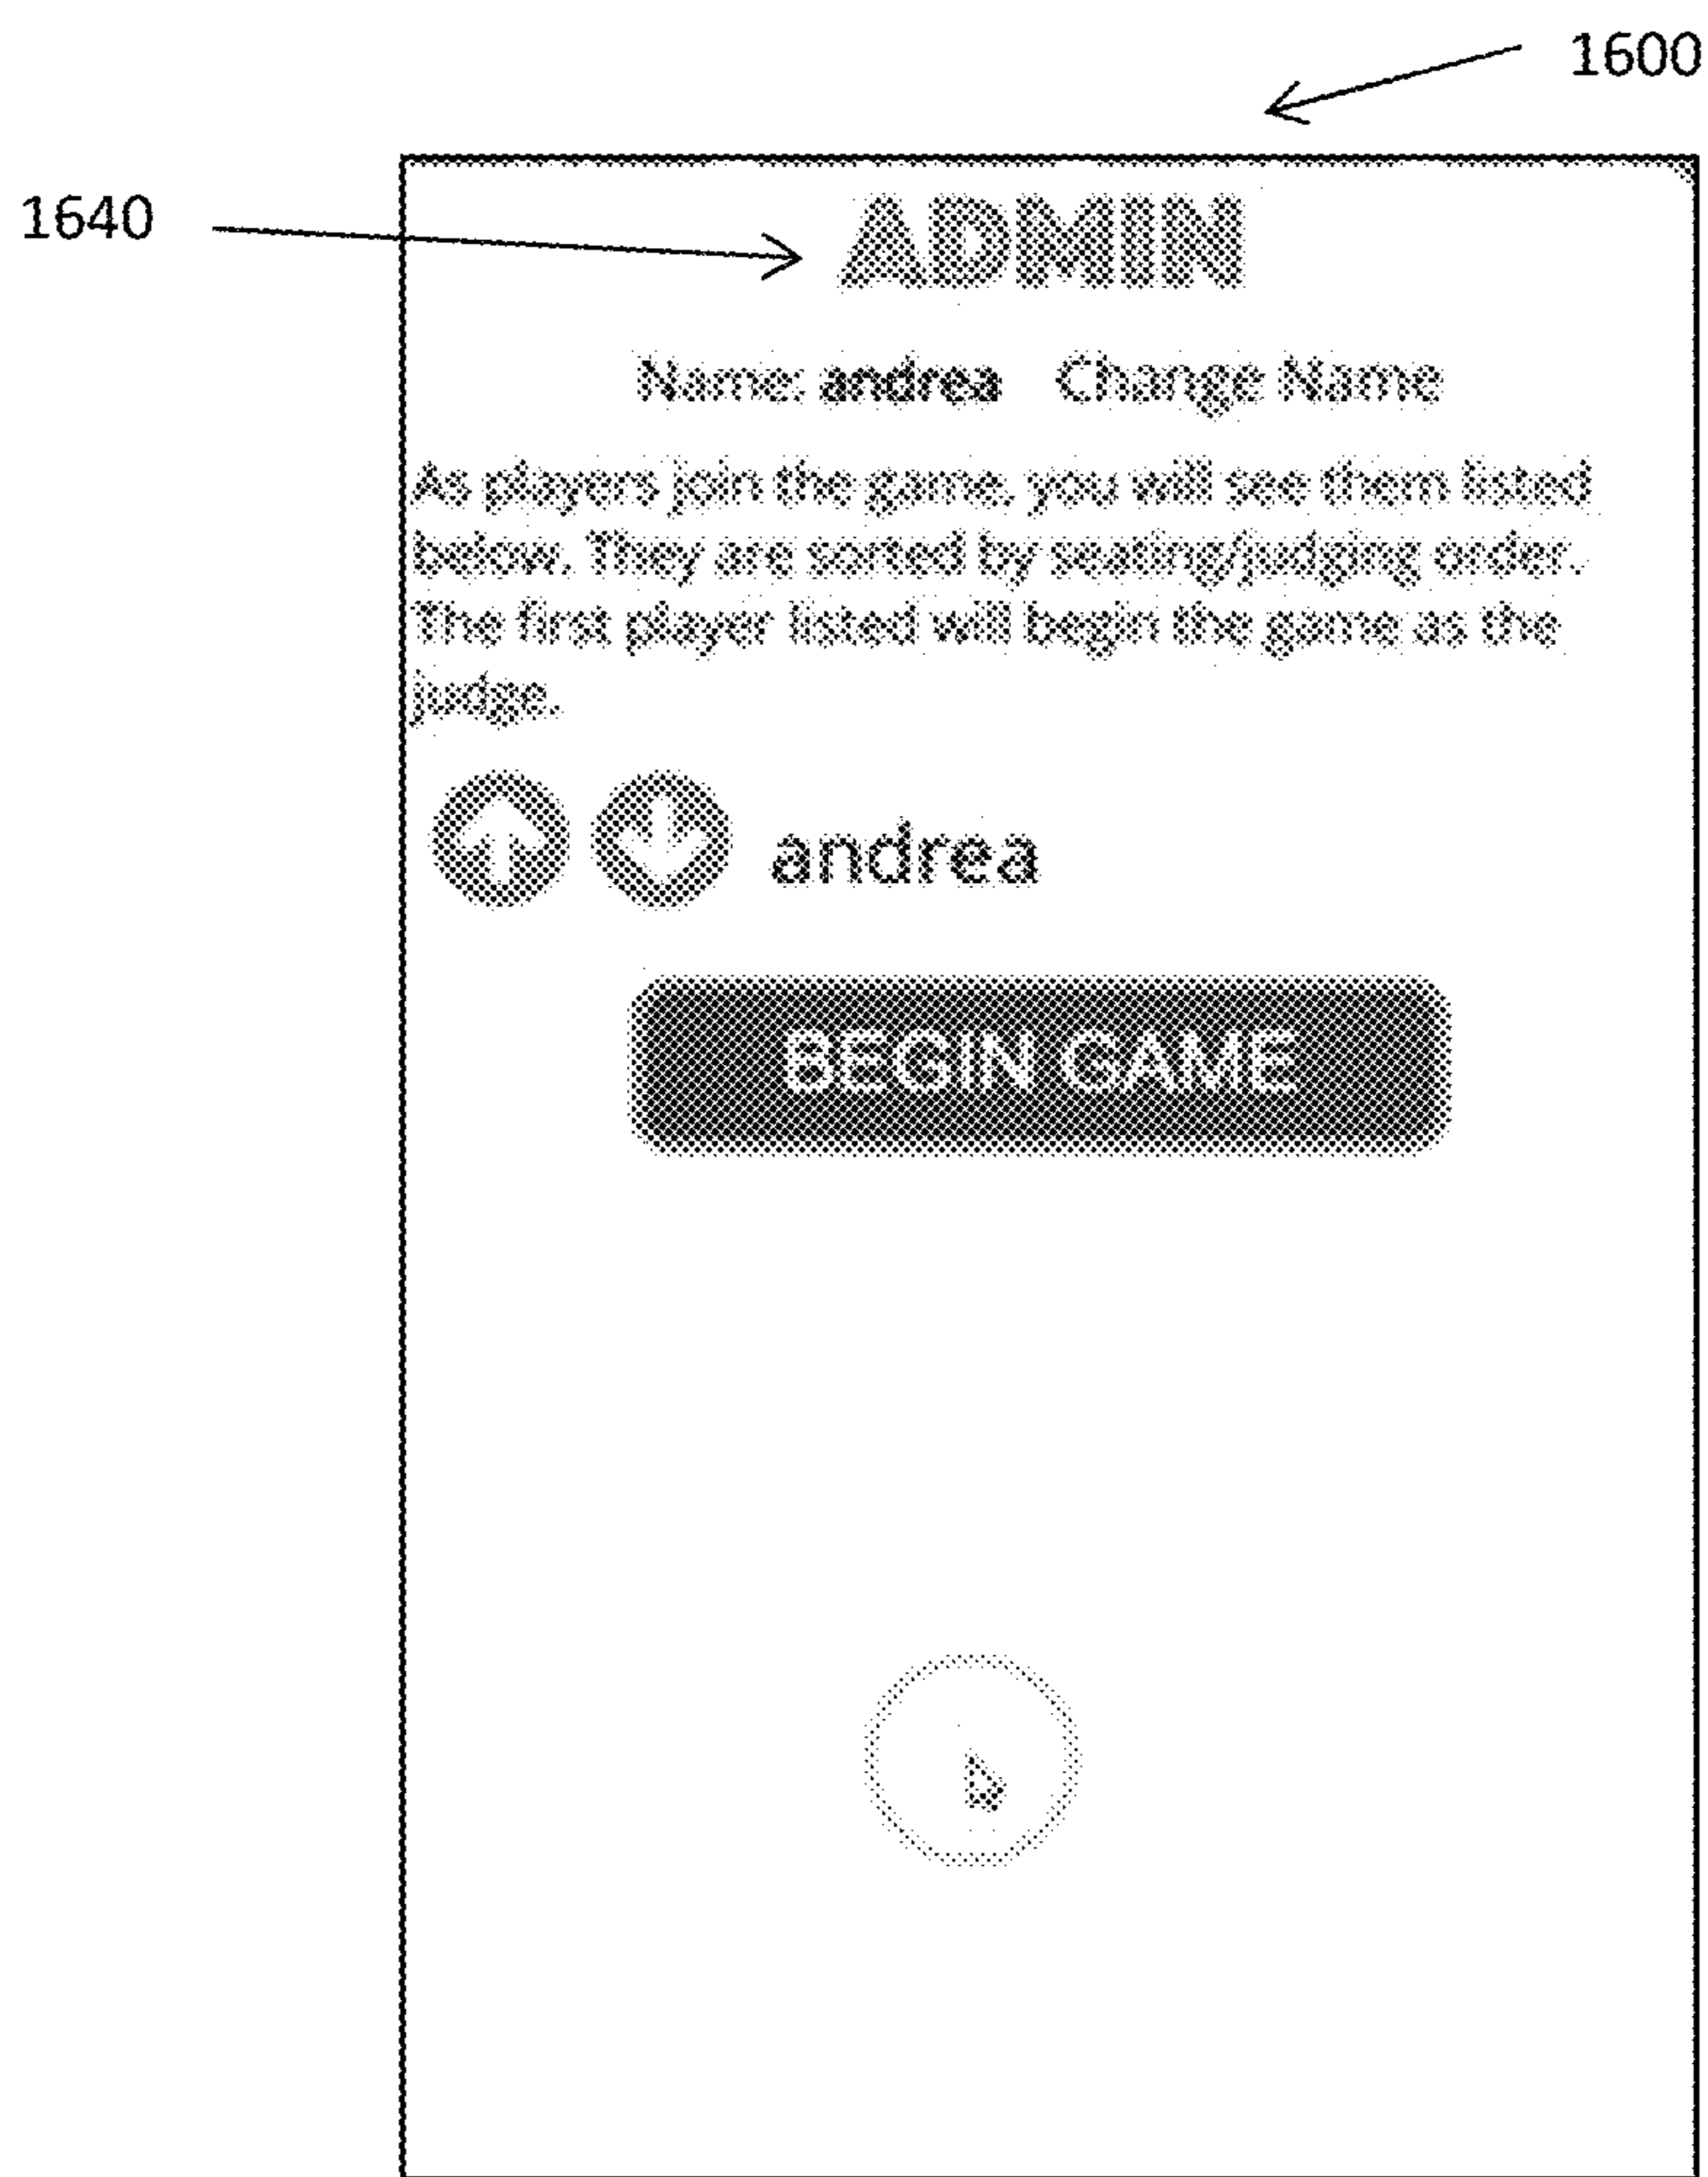 1600
1640
ADMIN
Name: andrea Change Name
As players join the game, you will see them listed
below. They are sorted by seating/judging order.
The first player listed will begin the game as the
judge.
andrea
BEGIN GAME